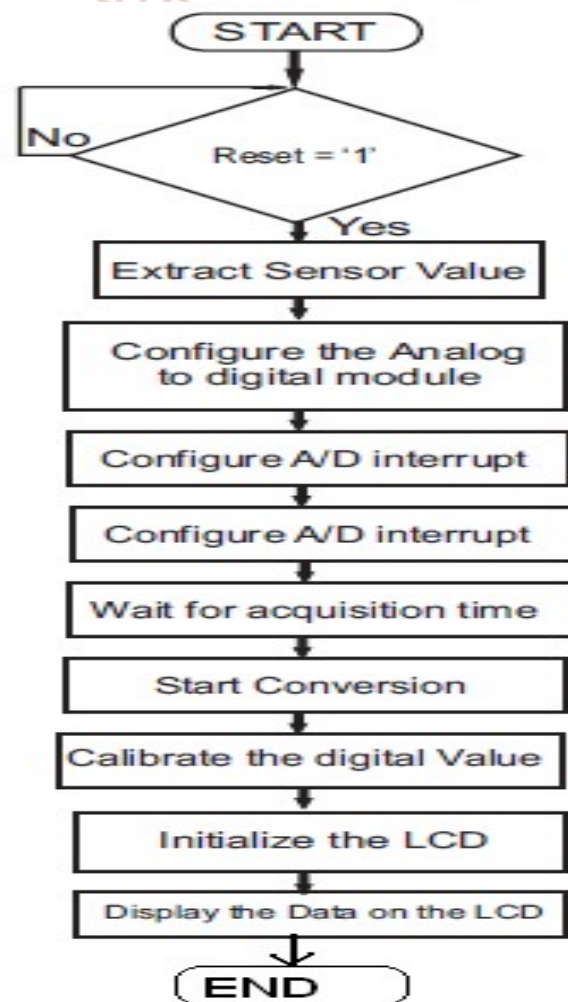 START
No
Reset = ‘1’
Yes
Extract Sensor Value
Configure the Analog
to digital module
Configure A/D interrupt
Configure A/D interrupt
Wait for acquisition time
Start Conversion
Calibrate the digital Value
Initialize the LCD
Display the Data on the LCD
END